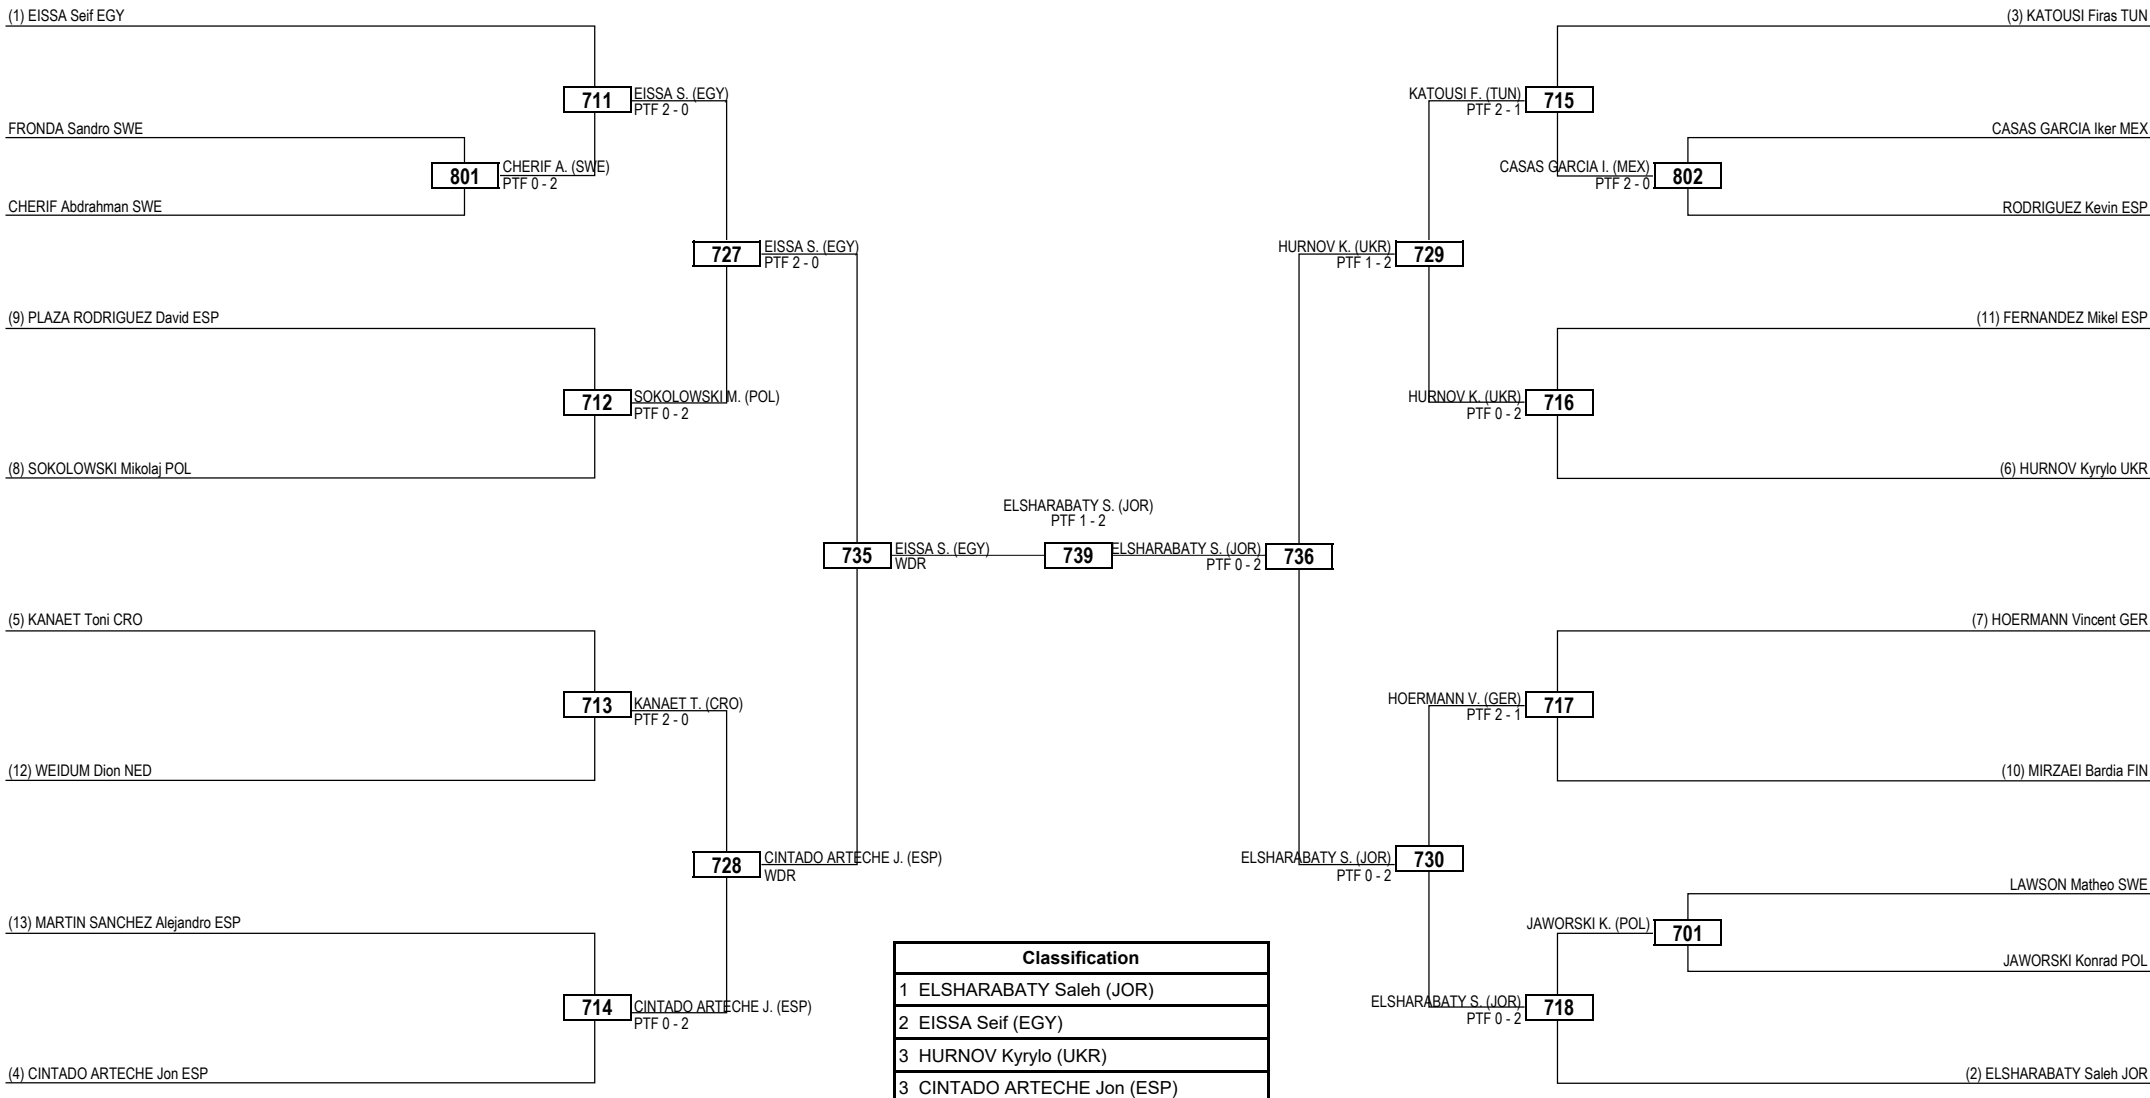 (1) EISSA Seif EGY
(3) KATOUSI Firas TUN
711
EISSA S. (EGY)
PTF 2 - 0
KATOUSI F. (TUN)
PTF 2 - 1
715
FRONDA Sandro SWE
CASAS GARCIA Iker MEX
801
CHERIF A. (SWE)
PTF 0 - 2
CASAS GARCIA I. (MEX)
PTF 2 - 0
802
CHERIF Abdrahman SWE
RODRIGUEZ Kevin ESP
727
EISSA S. (EGY)
PTF 2 - 0
HURNOV K. (UKR)
PTF 1 - 2
729
(9) PLAZA RODRIGUEZ David ESP
(11) FERNANDEZ Mikel ESP
712
SOKOLOWSKI M. (POL)
PTF 0 - 2
HURNOV K. (UKR)
PTF 0 - 2
716
(8) SOKOLOWSKI Mikolaj POL
(6) HURNOV Kyrylo UKR
ELSHARABATY S. (JOR)
PTF 1 - 2
735
EISSA S. (EGY)
WDR
739
ELSHARABATY S. (JOR)
PTF 0 - 2
736
(5) KANAET Toni CRO
(7) HOERMANN Vincent GER
713
KANAET T. (CRO)
PTF 2 - 0
HOERMANN V. (GER)
PTF 2 - 1
717
(12) WEIDUM Dion NED
(10) MIRZAEI Bardia FIN
728
CINTADO ARTECHE J. (ESP)
WDR
ELSHARABATY S. (JOR)
PTF 0 - 2
730
LAWSON Matheo SWE
(13) MARTIN SANCHEZ Alejandro ESP
JAWORSKI K. (POL)
701
JAWORSKI Konrad POL
714
CINTADO ARTECHE J. (ESP)
PTF 0 - 2
ELSHARABATY S. (JOR)
PTF 0 - 2
718
(4) CINTADO ARTECHE Jon ESP
(2) ELSHARABATY Saleh JOR
Classification
1 ELSHARABATY Saleh (JOR)
2 EISSA Seif (EGY)
3 HURNOV Kyrylo (UKR)
3 CINTADO ARTECHE Jon (ESP)